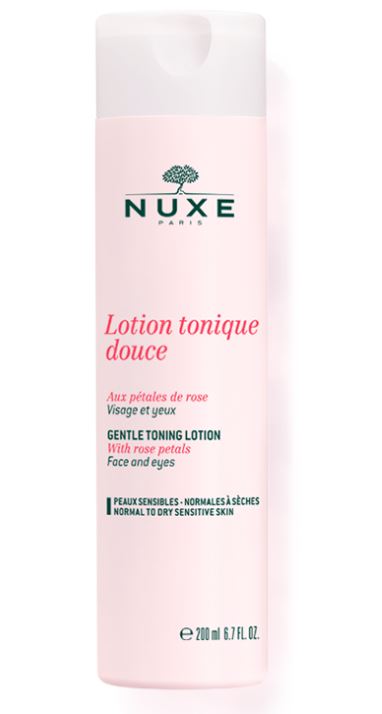 NUXE
PARIS
Lotion tonique
douce
Aux pétales de rose
Visage et yeux
GENTLE TONING LOTION
With rose petals
Face and eyes
PEAUX SENSIBLES - NORMALES À SÈCHES
NORMAL TO DRY SENSITIVE SKIN
℮ 200 ml 6.7 FL. OZ.